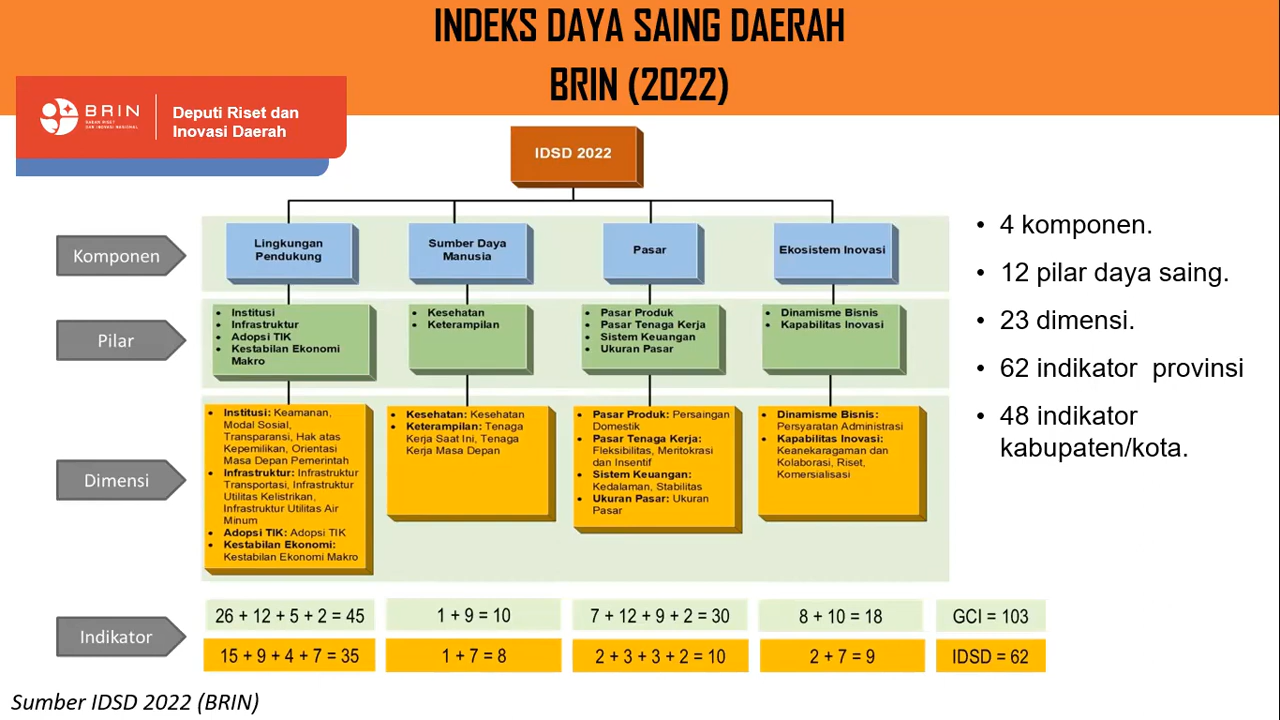 INDEKS DAYA SAING DAERAH
BRIN (2022)
BRIN
BADAN RISET
DAN INOVASI NASIONAL
Deputi Riset dan
Inovasi Daerah
IDSD 2022
Komponen
Lingkungan
Pendukung
Sumber Daya
Manusia
Pasar
Ekosistem Inovasi
Pilar
• Institusi
• Infrastruktur
• Adopsi TIK
• Kestabilan Ekonomi
Makro
• Kesehatan
• Keterampilan
• Pasar Produk
• Pasar Tenaga Kerja
• Sistem Keuangan
• Ukuran Pasar
• Dinamisme Bisnis
• Kapabilitas Inovasi
Dimensi
• Institusi: Keamanan,
Modal Sosial,
Transparansi, Hak atas
Kepemilikan, Orientasi
Masa Depan Pemerintah
• Infrastruktur: Infrastruktur
Transportasi, Infrastruktur
Utilitas Kelistrikan,
Infrastruktur Utilitas Air
Minum
• Adopsi TIK: Adopsi TIK
• Kestabilan Ekonomi:
Kestabilan Ekonomi Makro
• Kesehatan: Kesehatan
• Keterampilan: Tenaga
Kerja Saat Ini, Tenaga
Kerja Masa Depan
• Pasar Produk: Persaingan
Domestik
• Pasar Tenaga Kerja:
Fleksibilitas, Meritokrasi
dan Insentif
• Sistem Keuangan:
Kedalaman, Stabilitas
• Ukuran Pasar: Ukuran
Pasar
• Dinamisme Bisnis:
Persyaratan Administrasi
• Kapabilitas Inovasi:
Keanekaragaman dan
Kolaborasi, Riset,
Komersialisasi
Indikator
26 + 12 + 5 + 2 = 45
1 + 9 = 10
7 + 12 + 9 + 2 = 30
8 + 10 = 18
GCI = 103
15 + 9 + 4 + 7 = 35
1 + 7 = 8
2 + 3 + 3 + 2 = 10
2 + 7 = 9
IDSD = 62
• 4 komponen.
• 12 pilar daya saing.
• 23 dimensi.
• 62 indikator provinsi
• 48 indikator
kabupaten/kota.
Sumber IDSD 2022 (BRIN)